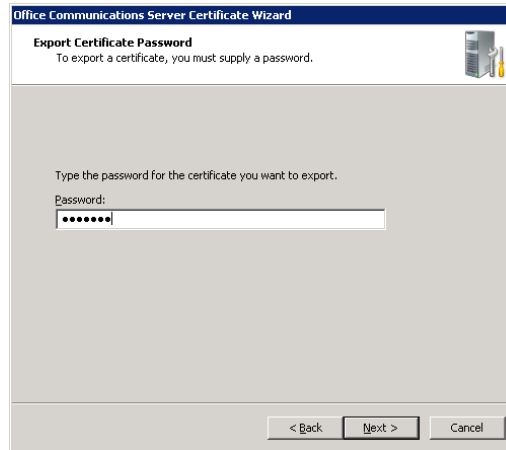 Office Communications Server Certificate Wizard
Export Certificate Password
To export a certificate, you must supply a password.
Type the password for the certificate you want to export.
Password:
●●●●●●●
< Back Next > Cancel